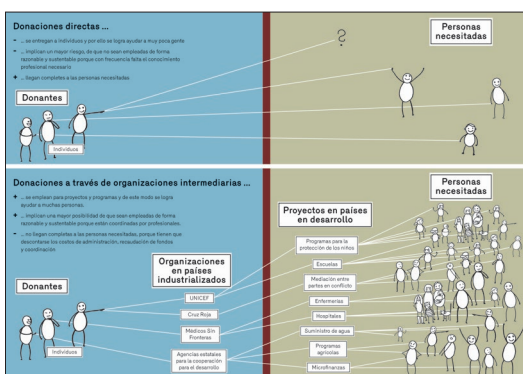 Donaciones directas ...
- ... se entregan a individuos y por ello se logra ayudar a muy poca gente
- ... implican un mayor riesgo, de que no sean empleadas de forma
razonable y sustentable porque con frecuencia falta el conocimiento
profesional necesario
+ ... llegan completes a las personas necesitadas
Donantes
Individuos
?
Personas
necesitadas
Donaciones a través de organizaciones intermediarias ...
+ ... se emplean para proyectos y programas y de este modo se logra
ayudar a muchas personas.
+ ... implican una mayor posibilidad de que sean empleadas de forma
razonable y sustentable porque están coordinadas por profesionales.
- ... no llegan completes a las personas necesitadas, porque tienen que
descontarse los costos de administración, recaudación de fondos
y coordinación
Donantes
Individuos
Organizaciones
en países
industrializados
UNICEF
Cruz Roja
Médicos Sin
Fronteras
Agencias estatales
para la cooperación
para el desarrollo
Proyectos en países
en desarrollo
Programas para la
protección de los niños
Escuelas
Mediación entre
partes en conflicto
Enfermerías
Hospitales
Suministro de agua
Programas
agrícolas
Microfinanzas
Personas
necesitadas